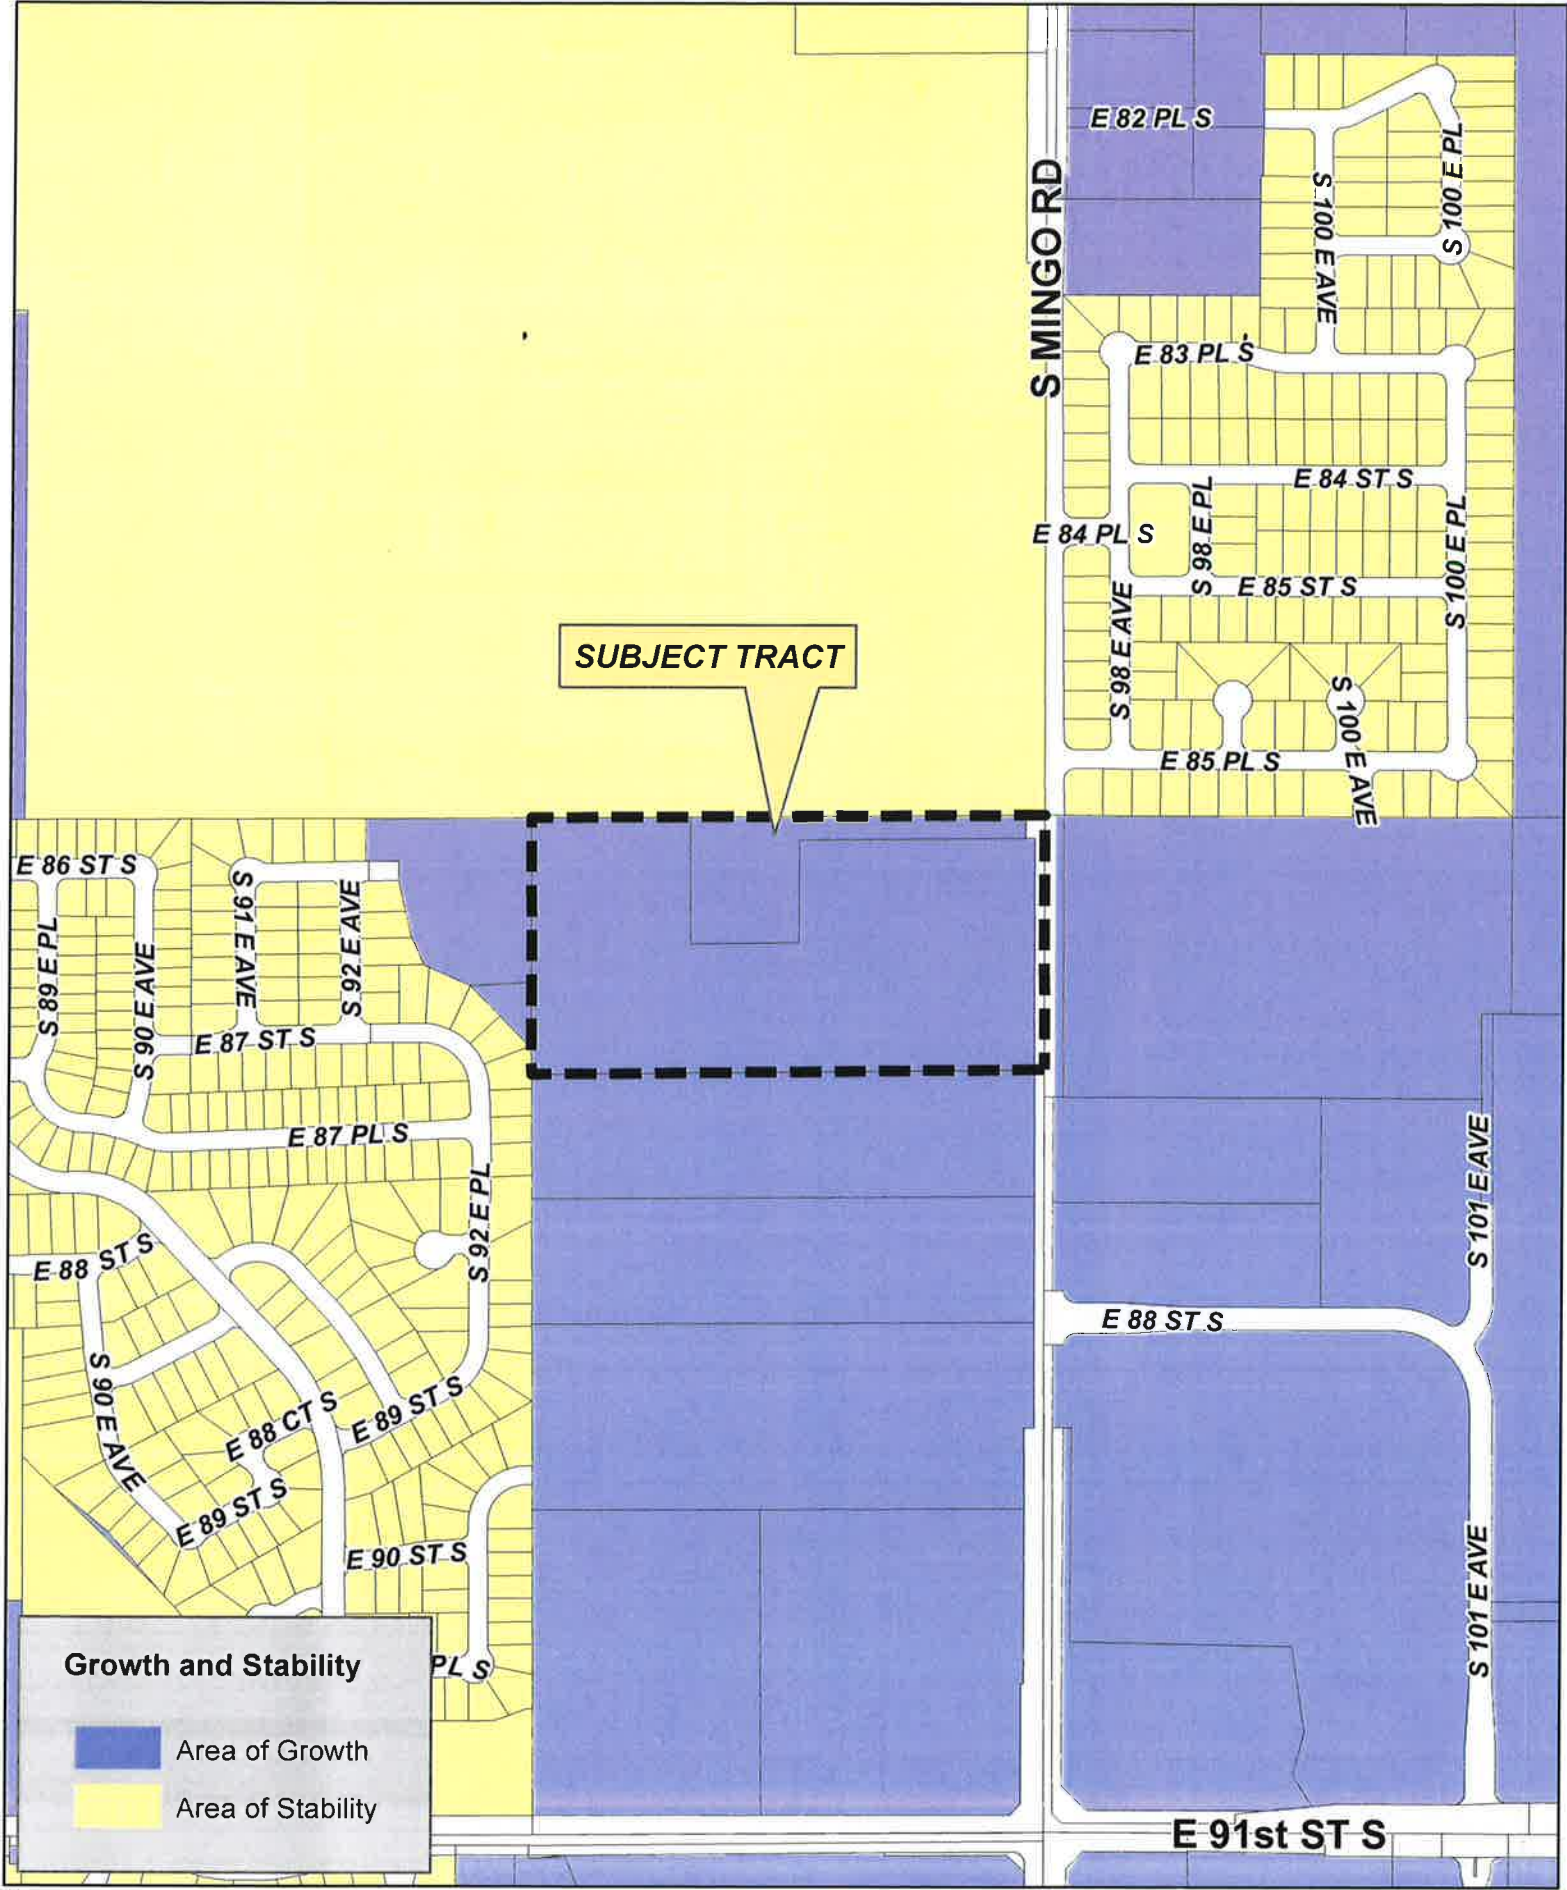 E 82 PL S
S 100 E PL
S 100 E AVE
S MINGO RD
S 100 E PL
E 83 PL S
E 84 ST S
S 98 E PL
E 84 PL S
S 100 E PL
E 85 ST S
S 98 E AVE
SUBJECT TRACT
S 100 E AVE
E 85 PL S
E 86 ST S
S 91 E AVE
S 92 E AVE
S 89 E PL
S 90 E AVE
E 87 ST S
E 87 PL S
S 101 E AVE
S 92 E PL
E 88 ST S
E 88 ST S
S 90 E AVE
E 88 CT S
E 89 ST S
E 89 ST S
E 90 ST S
S 101 E AVE
PL S
Growth and Stability
Area of Growth
Area of Stability
E 91st ST S